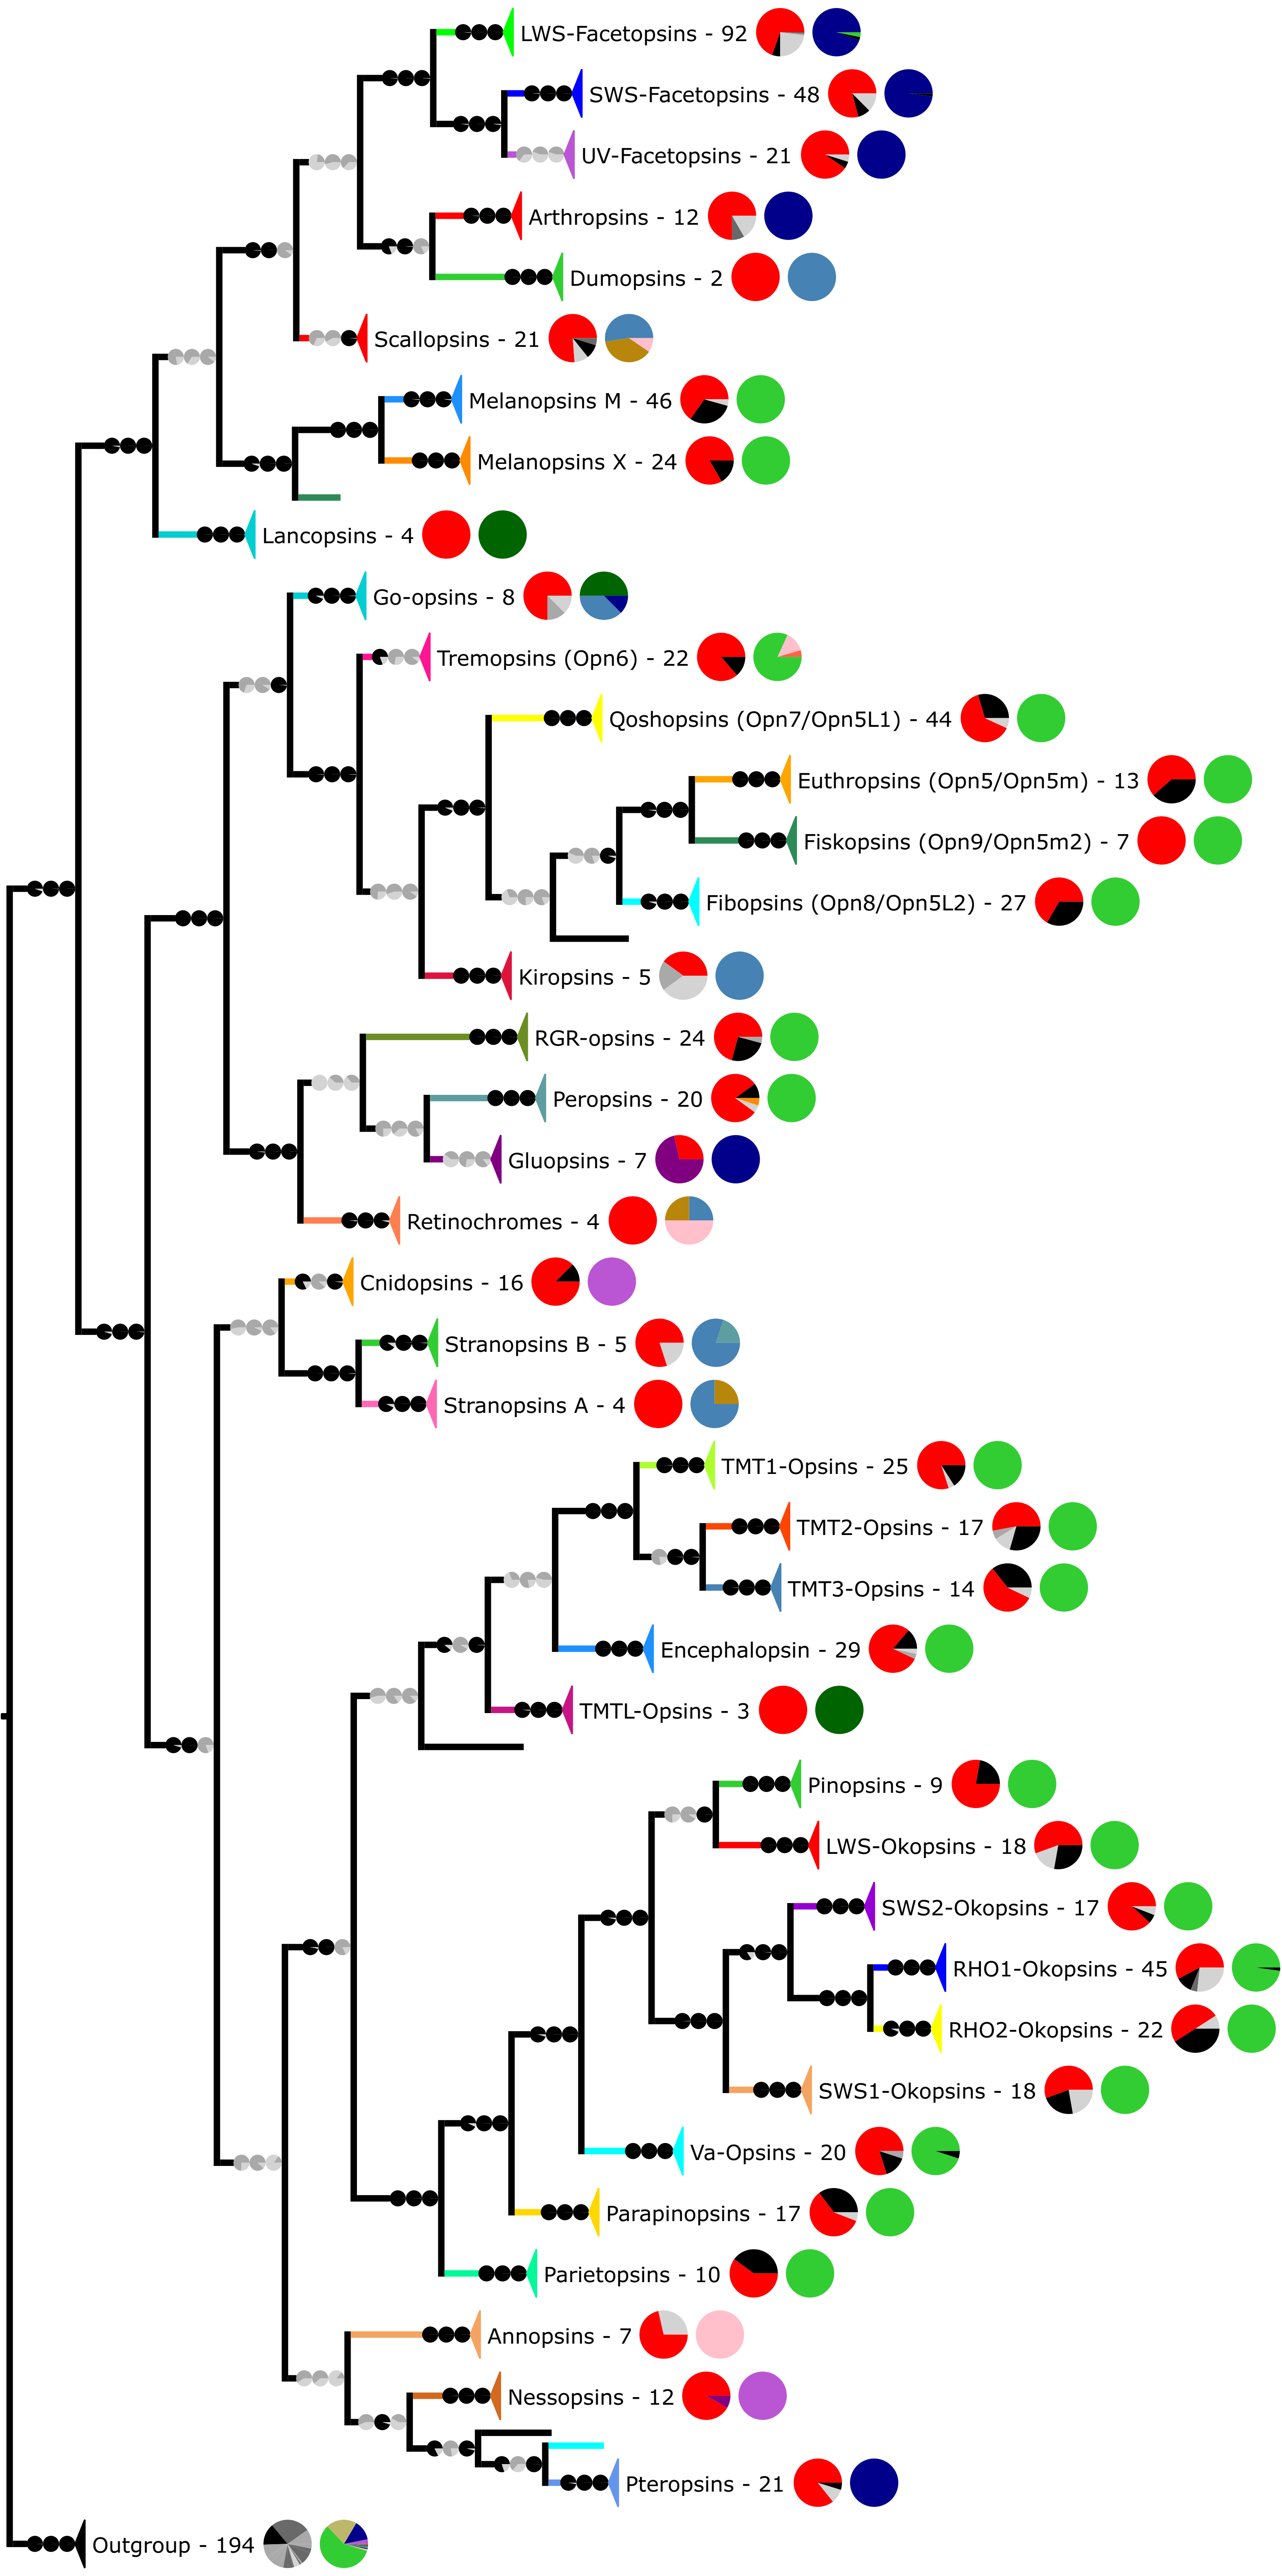 LWS-Facetopsins - 92
SWS-Facetopsins - 48
UV-Facetopsins - 21
Arthropsins - 12
Dumopsins - 2
Scallopsins - 21
Melanopsins M - 46
Melanopsins X - 24
Lancopsins - 4
Go-opsins - 8
Tremopsins (Opn6) - 22
Qoshopsins (Opn7/Opn5L1) - 44
Euthropsins (Opn5/Opn5m) - 13
Fiskopsins (Opn9/Opn5m2) - 7
Fibopsins (Opn8/Opn5L2) - 27
Kiropsins - 5
RGR-opsins - 24
Peropsins - 20
Gluopsins - 7
Retinochromes - 4
Cnidopsins - 16
Stranopsins B - 5
Stranopsins A - 4
TMT1-Opsins - 25
TMT2-Opsins - 17
TMT3-Opsins - 14
Encephalopsin - 29
TMTL-Opsins - 3
Pinopsins - 9
LWS-Okopsins - 18
SWS2-Okopsins - 17
RHO1-Okopsins - 45
RHO2-Okopsins - 22
SWS1-Okopsins - 18
Va-Opsins - 20
Parapinopsins - 17
Parietopsins - 10
Annopsins - 7
Nessopsins - 12
Pteropsins - 21
Outgroup - 194